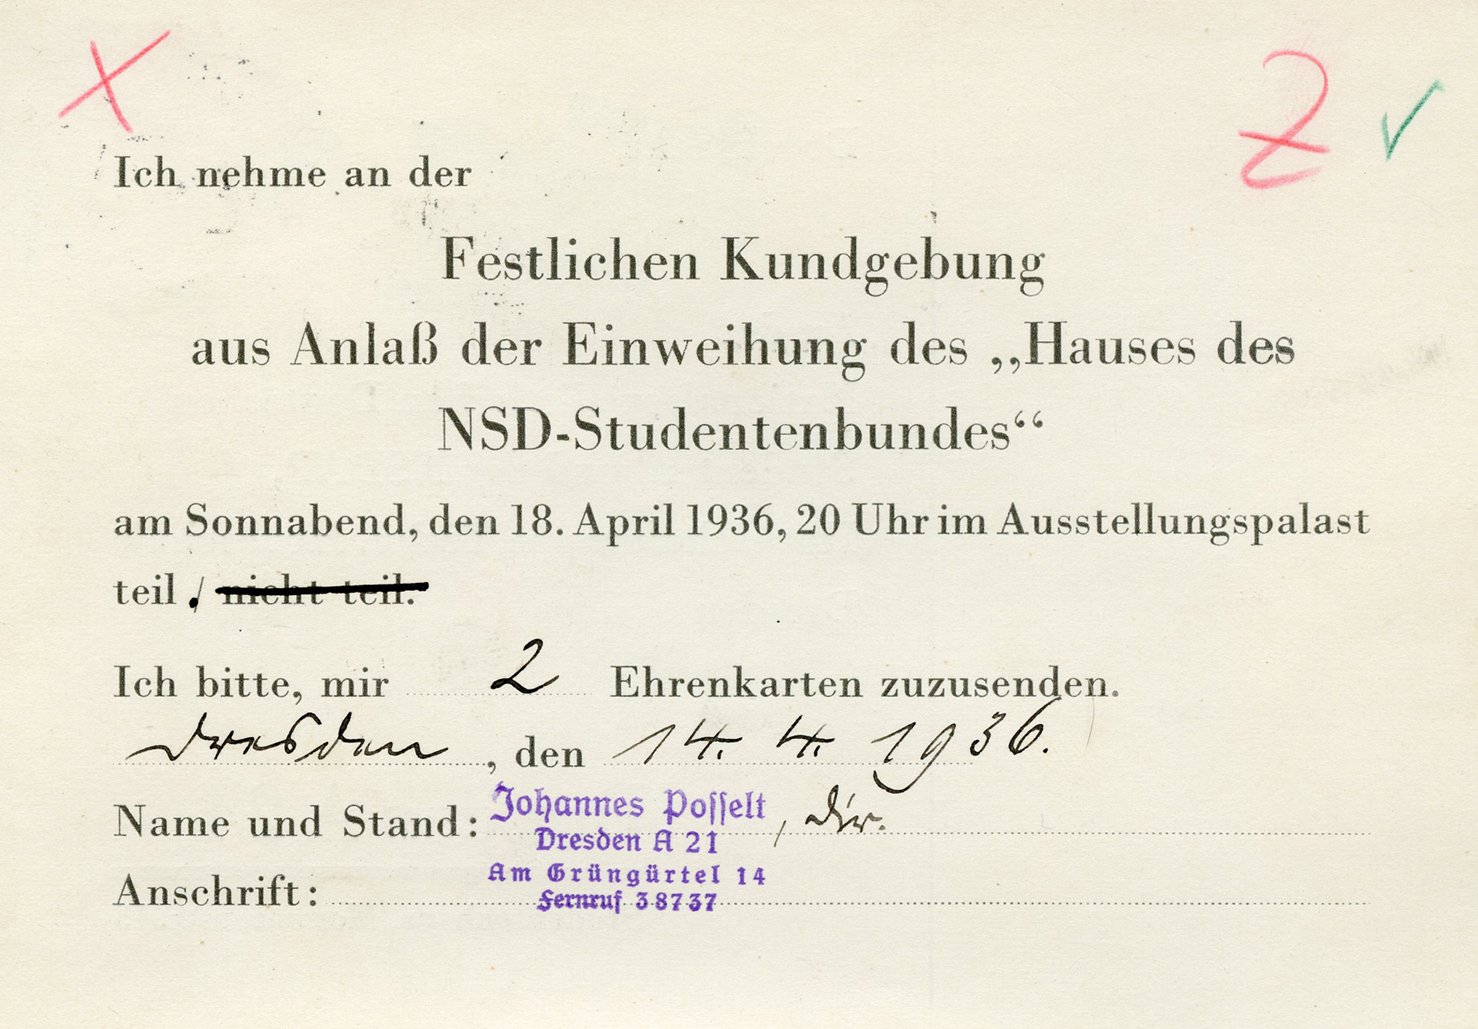 Z ✓
Ich nehme an der
Festlichen Kundgebung
aus Anlaß der Einweihung des „Hauses des
NSD-Studentenbundes“
am Sonnabend, den 18. April 1936, 20 Uhr im Ausstellungspalast
teil./ nicht teil.
Ich bitte, mir 2 Ehrenkarten zuzusenden.
Dresden, den 14. 4. 1936.
Name und Stand: Johannes Posselt, Dir.
Dresden A 21
Am Grüngürtel 14
Anschrift: Fernruf 38737